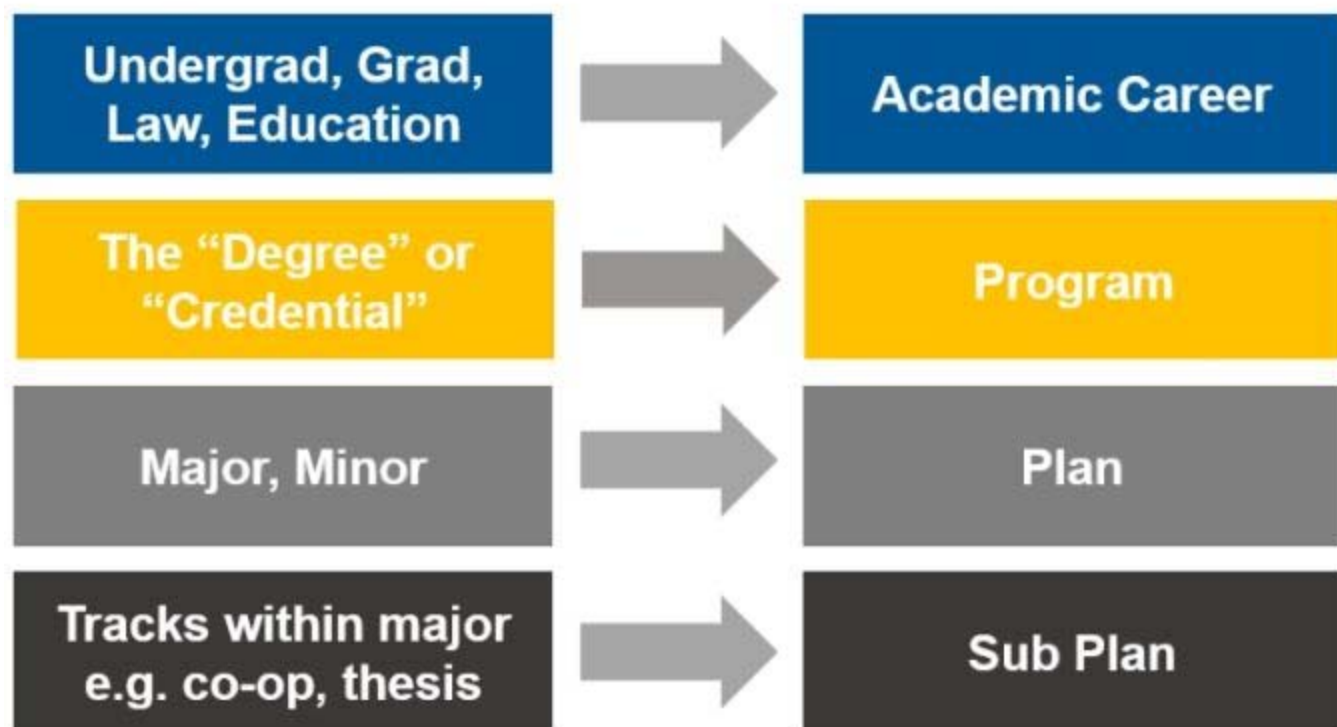 Undergrad, Grad,
Law, Education
Academic Career
The “Degree” or
“Credential”
Program
Major, Minor
Plan
Tracks within major
e.g. co-op, thesis
Sub Plan